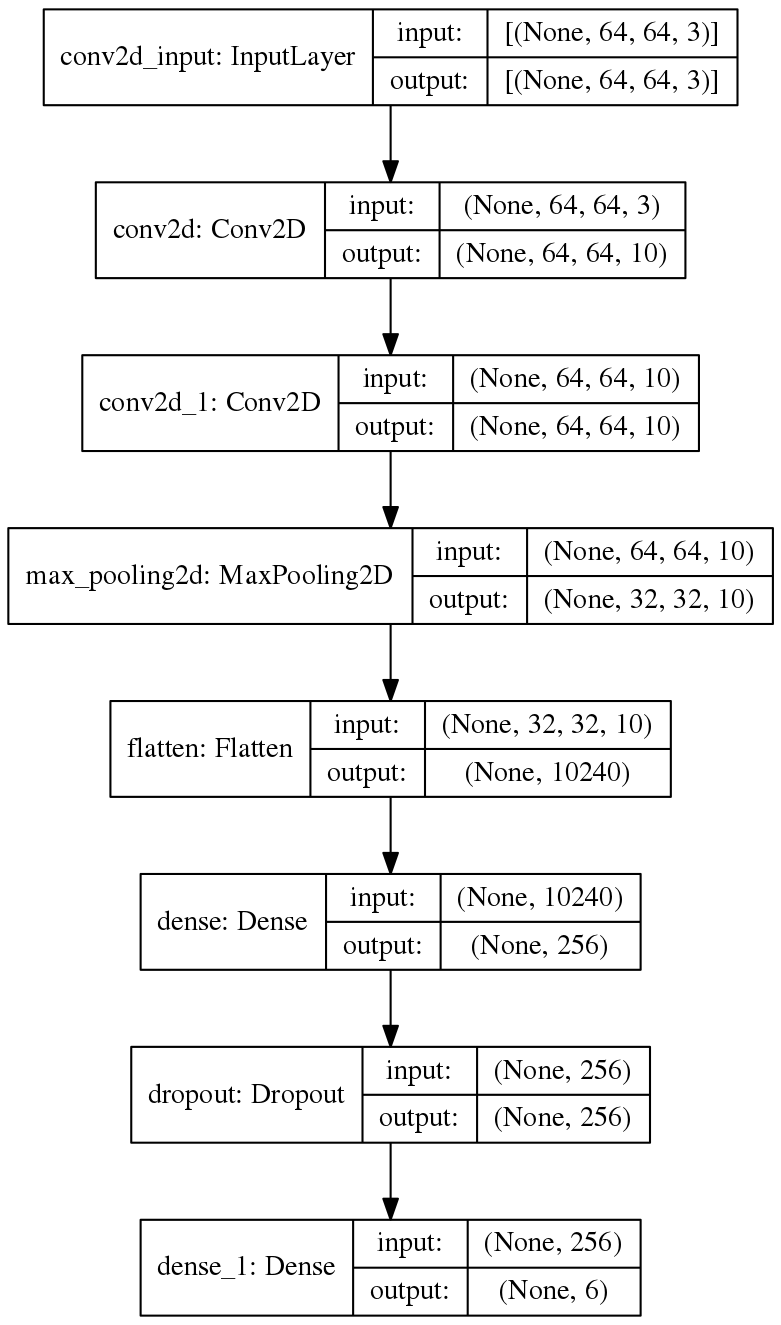 conv2d_input: InputLayer
input:
[(None, 64, 64, 3)]
output:
[(None, 64, 64, 3)]
conv2d: Conv2D
input:
(None, 64, 64, 3)
output:
(None, 64, 64, 10)
conv2d_1: Conv2D
input:
(None, 64, 64, 10)
output:
(None, 64, 64, 10)
max_pooling2d: MaxPooling2D
input:
(None, 64, 64, 10)
output:
(None, 32, 32, 10)
flatten: Flatten
input:
(None, 32, 32, 10)
output:
(None, 10240)
dense: Dense
input:
(None, 10240)
output:
(None, 256)
dropout: Dropout
input:
(None, 256)
output:
(None, 256)
dense_1: Dense
input:
(None, 256)
output:
(None, 6)